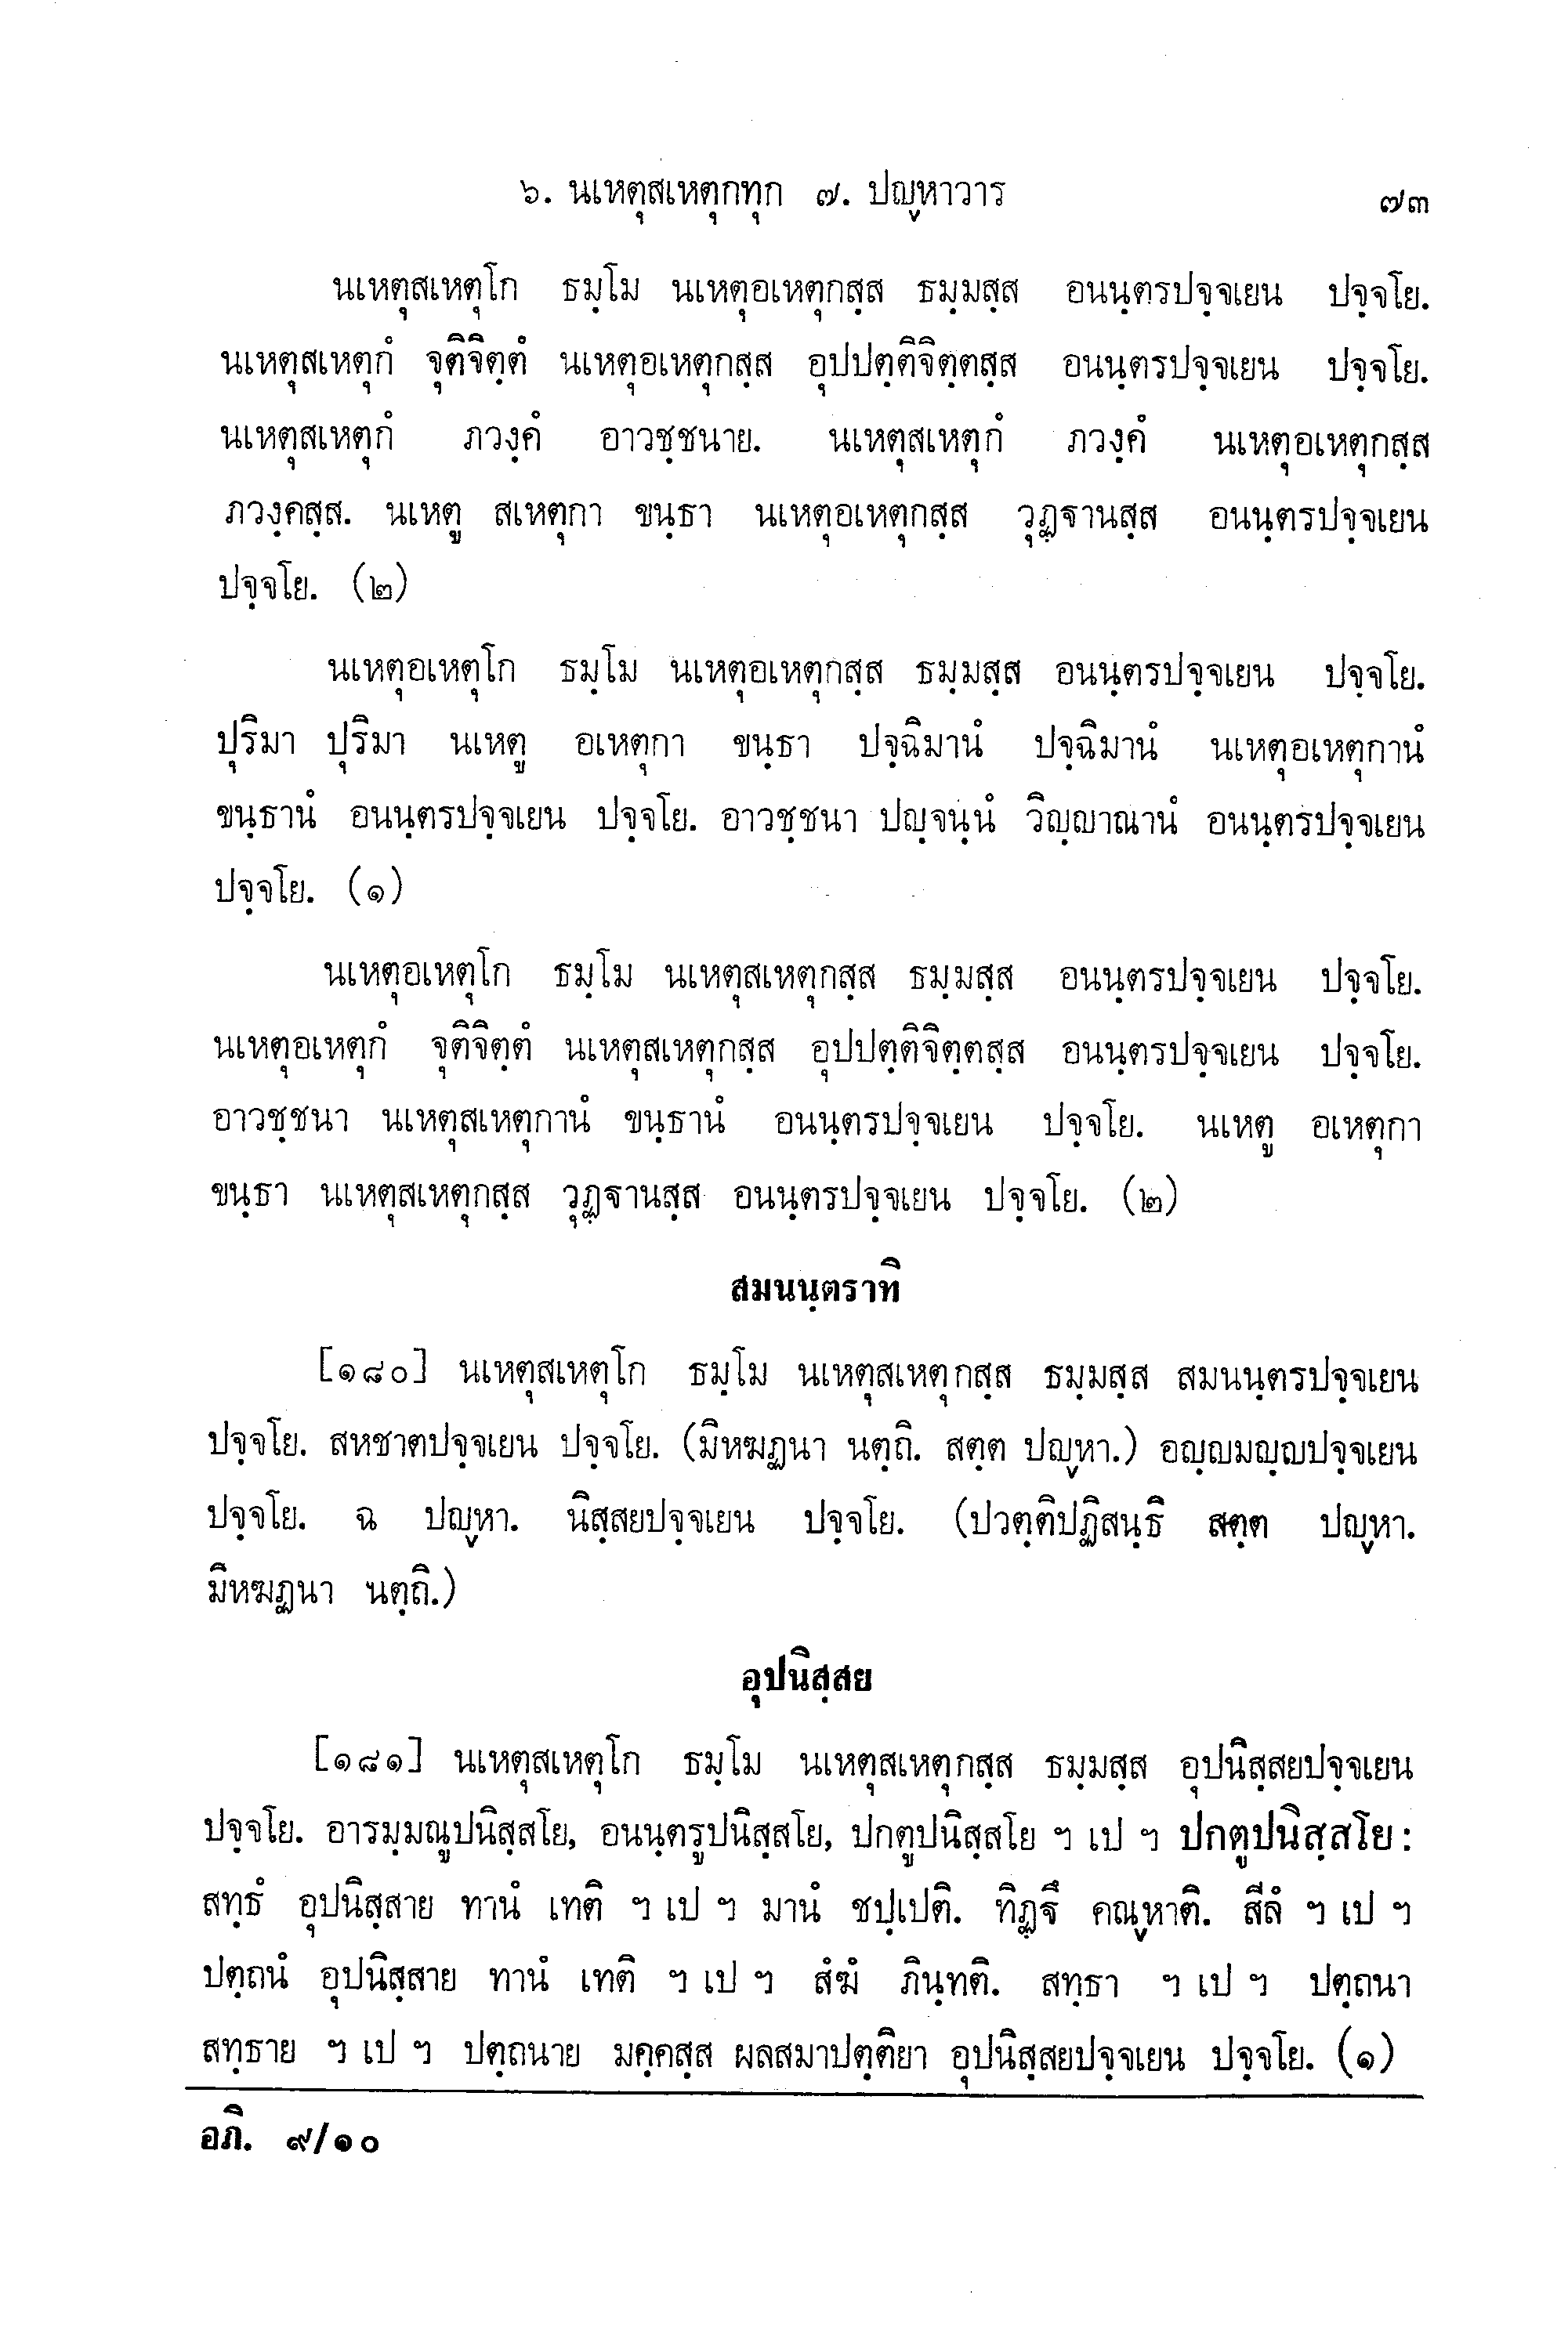 ๖. นเหตุสเหตุกทุก ๗. ปญฺหาวาร ๗๓
นเหตุสเหตุโก ธมฺโม นเหตุอเหตุกสฺส ธมฺมสฺส อนนฺตรปจฺจเยน ปจฺจโย.
นเหตุสเหตุกํ จุติจิตฺตํ นเหตุอเหตุกสฺส อุปปตฺติจิตฺตสฺส อนนฺตรปจฺจเยน ปจฺจโย.
นเหตุสเหตุกํ ภวงฺคํ อาวชฺชนาย. นเหตุสเหตุกํ ภวงฺคํ นเหตุอเหตุกสฺส
ภวงฺคสฺส. นเหตู สเหตุกา ขนฺธา นเหตุอเหตุกสฺส วุฏฺฐานสฺส อนนฺตรปจฺจเยน
ปจฺจโย. (๒)
นเหตุอเหตุโก ธมฺโม นเหตุอเหตุกสฺส ธมฺมสฺส อนนฺตรปจฺจเยน ปจฺจโย.
ปุริมา ปุริมา นเหตู อเหตุกา ขนฺธา ปจฺฉิมานํ ปจฺฉิมานํ นเหตุอเหตุกานํ
ขนฺธานํ อนนฺตรปจฺจเยน ปจฺจโย. อาวชฺชนา ปญฺจนฺนํ วิญฺญาณานํ อนนฺตรปจฺจเยน
ปจฺจโย. (๑)
นเหตุอเหตุโก ธมฺโม นเหตุสเหตุกสฺส ธมฺมสฺส อนนฺตรปจฺจเยน ปจฺจโย.
นเหตุอเหตุกํ จุติจิตฺตํ นเหตุสเหตุกสฺส อุปปตฺติจิตฺตสฺส อนนฺตรปจฺจเยน ปจฺจโย.
อาวชฺชนา นเหตุสเหตุกานํ ขนฺธานํ อนนฺตรปจฺจเยน ปจฺจโย. นเหตู อเหตุกา
ขนฺธา นเหตุสเหตุกสฺส วุฏฺฐานสฺส อนนฺตรปจฺจเยน ปจฺจโย. (๒)
สมนนฺตราทิ
[๑๘๐] นเหตุสเหตุโก ธมฺโม นเหตุสเหตุกสฺส ธมฺมสฺส สมนนฺตรปจฺจเยน
ปจฺจโย. สหชาตปจฺจเยน ปจฺจโย. (มิหฆฏนา นตฺถิ. สตฺต ปญฺหา.) อญฺญมญฺญปจฺจเยน
ปจฺจโย. ฉ ปญฺหา. นิสฺสยปจฺจเยน ปจฺจโย. (ปวตฺติปฏิสนฺธิ สตฺต ปญฺหา.
มิหฆฏนา นตฺถิ.)
อุปนิสฺสย
[๑๘๑] นเหตุสเหตุโก ธมฺโม นเหตุสเหตุกสฺส ธมฺมสฺส อุปนิสฺสยปจฺจเยน
ปจฺจโย. อารมฺมณูปนิสฺสโย, อนนฺตรูปนิสฺสโย, ปกตูปนิสฺสโย ฯ เป ฯ ปกตูปนิสฺสโย:
สทฺธํ อุปนิสฺสาย ทานํ เทติ ฯ เป ฯ มานํ ชปฺเปติ. ทิฏฺฐึ คณฺหาติ. สีลํ ฯ เป ฯ
ปตฺถนํ อุปนิสฺสาย ทานํ เทติ ฯ เป ฯ สํฆํ ภินฺทติ. สทฺธา ฯ เป ฯ ปตฺถนา
สทฺธาย ฯ เป ฯ ปตฺถนาย มคฺคสฺส ผลสมาปตฺติยา อุปนิสฺสยปจฺจเยน ปจฺจโย. (๑)
อภิ. ๙/๑๐